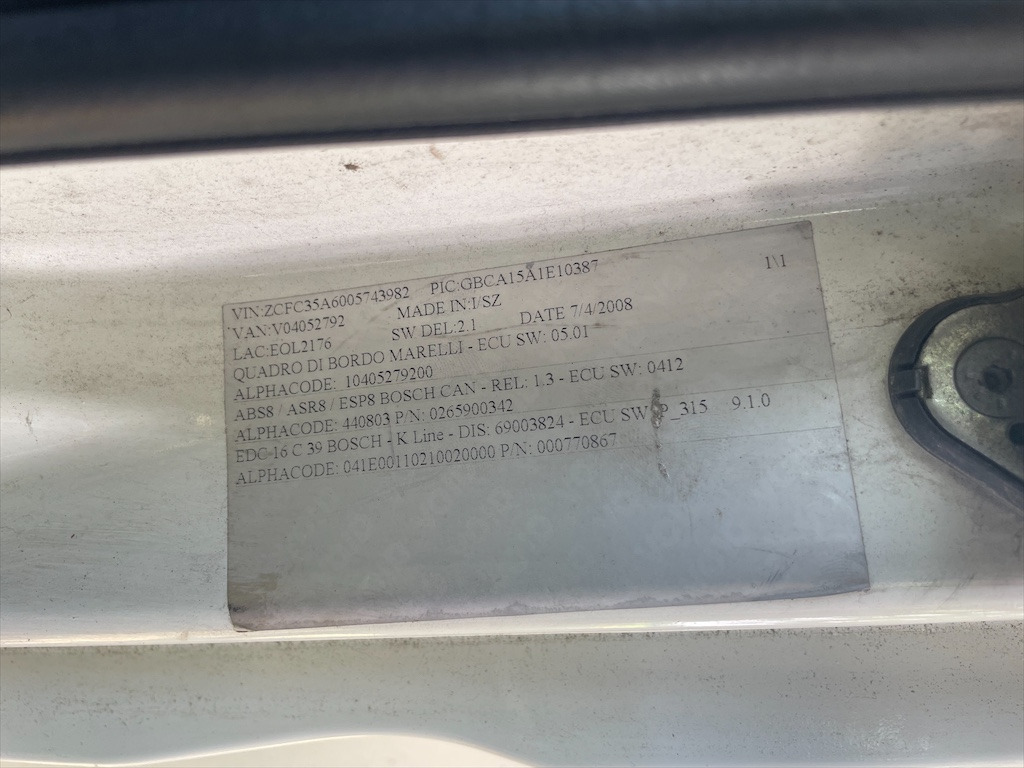 VIN:ZCFC35A6005743982 PIC:GBCA15A1E10387 1\1
VAN:V04052792 MADE IN:I/SZ
LAC:EOL2176 SW DEL:2.1 DATE 7/4/2008
QUADRO DI BORDO MARELLI - ECU SW: 05.01
ALPHACODE: 10405279200
ABS8 / ASR8 / ESP8 BOSCH CAN - REL: 1.3 - ECU SW: 0412
ALPHACODE: 440803 P/N: 0265900342
EDC 16 C 39 BOSCH - K Line - DIS: 69003824 - ECU SW P_315 9.1.0
ALPHACODE: 041E00110210020000 P/N: 000770867